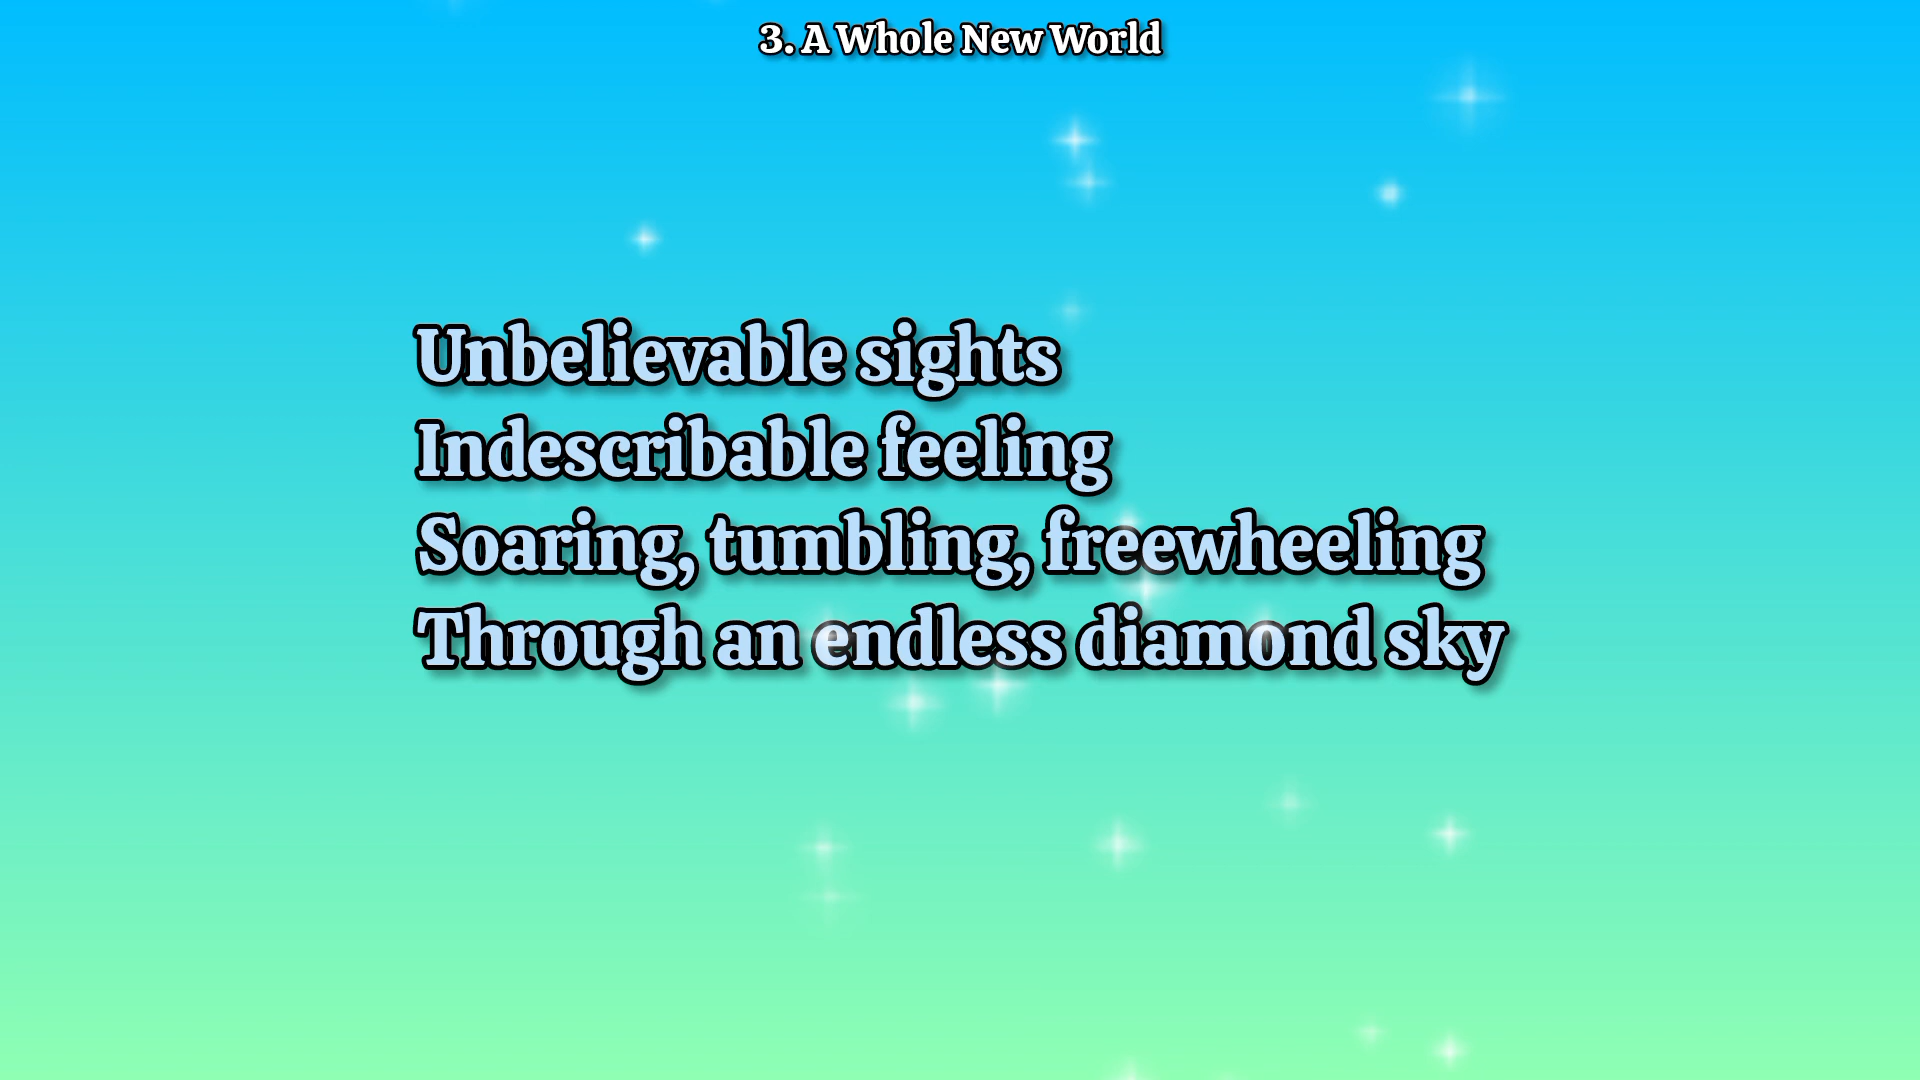 3. A Whole New World
Unbelievable sights
Indescribable feeling
Soaring, tumbling, freewheeling
Through an endless diamond sky